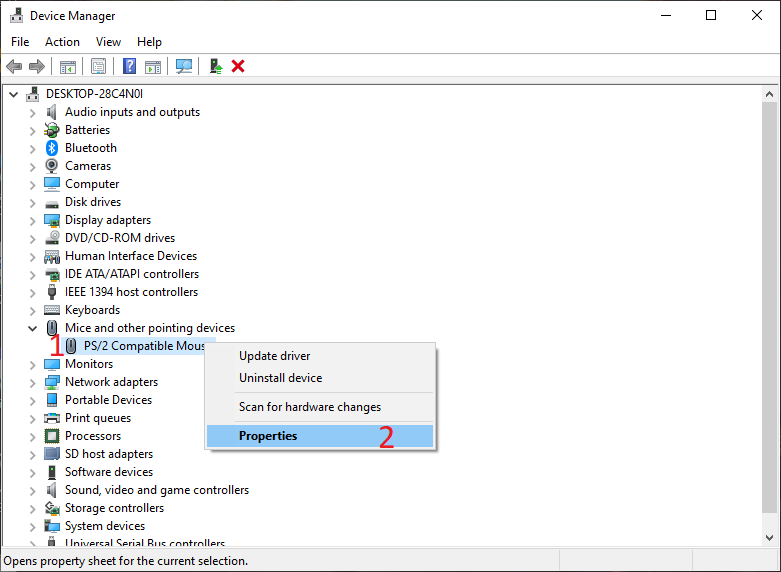 Device Manager
File Action View Help
DESKTOP-28C4N0I
Audio inputs and outputs
Batteries
Bluetooth
Cameras
Computer
Disk drives
Display adapters
DVD/CD-ROM drives
Human Interface Devices
IDE ATA/ATAPI controllers
IEEE 1394 host controllers
Keyboards
Mice and other pointing devices
1 PS/2 Compatible Mous
Update driver
Uninstall device
Scan for hardware changes
Properties 2
Monitors
Network adapters
Portable Devices
Print queues
Processors
SD host adapters
Software devices
Sound, video and game controllers
Storage controllers
System devices
Universal Serial Bus controllers
Opens property sheet for the current selection.